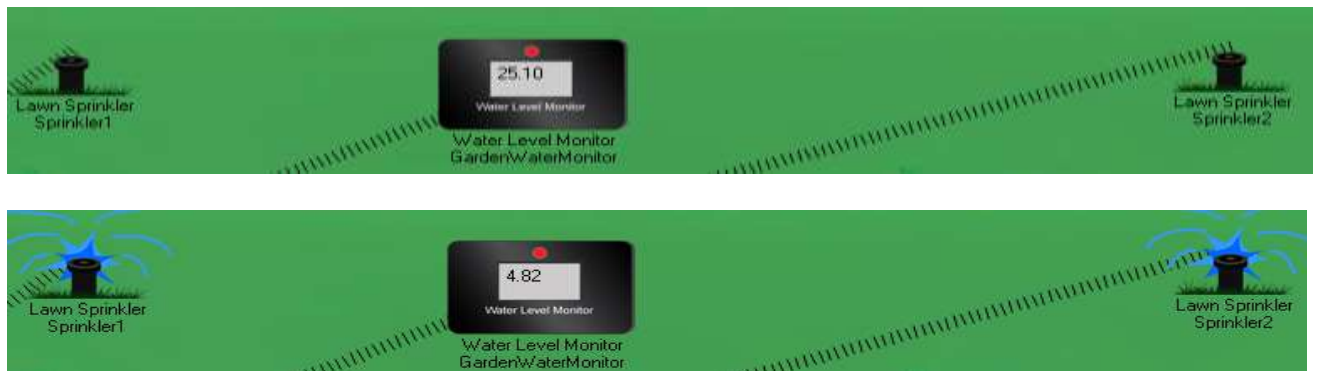 25.10
Water Level Monitor
Lawn Sprinkler
Sprinkler1
Water Level Monitor
GardenWaterMonitor
Lawn Sprinkler
Sprinkler2
4.82
Water Level Monitor
Lawn Sprinkler
Sprinkler1
Water Level Monitor
GardenWaterMonitor
Lawn Sprinkler
Sprinkler2